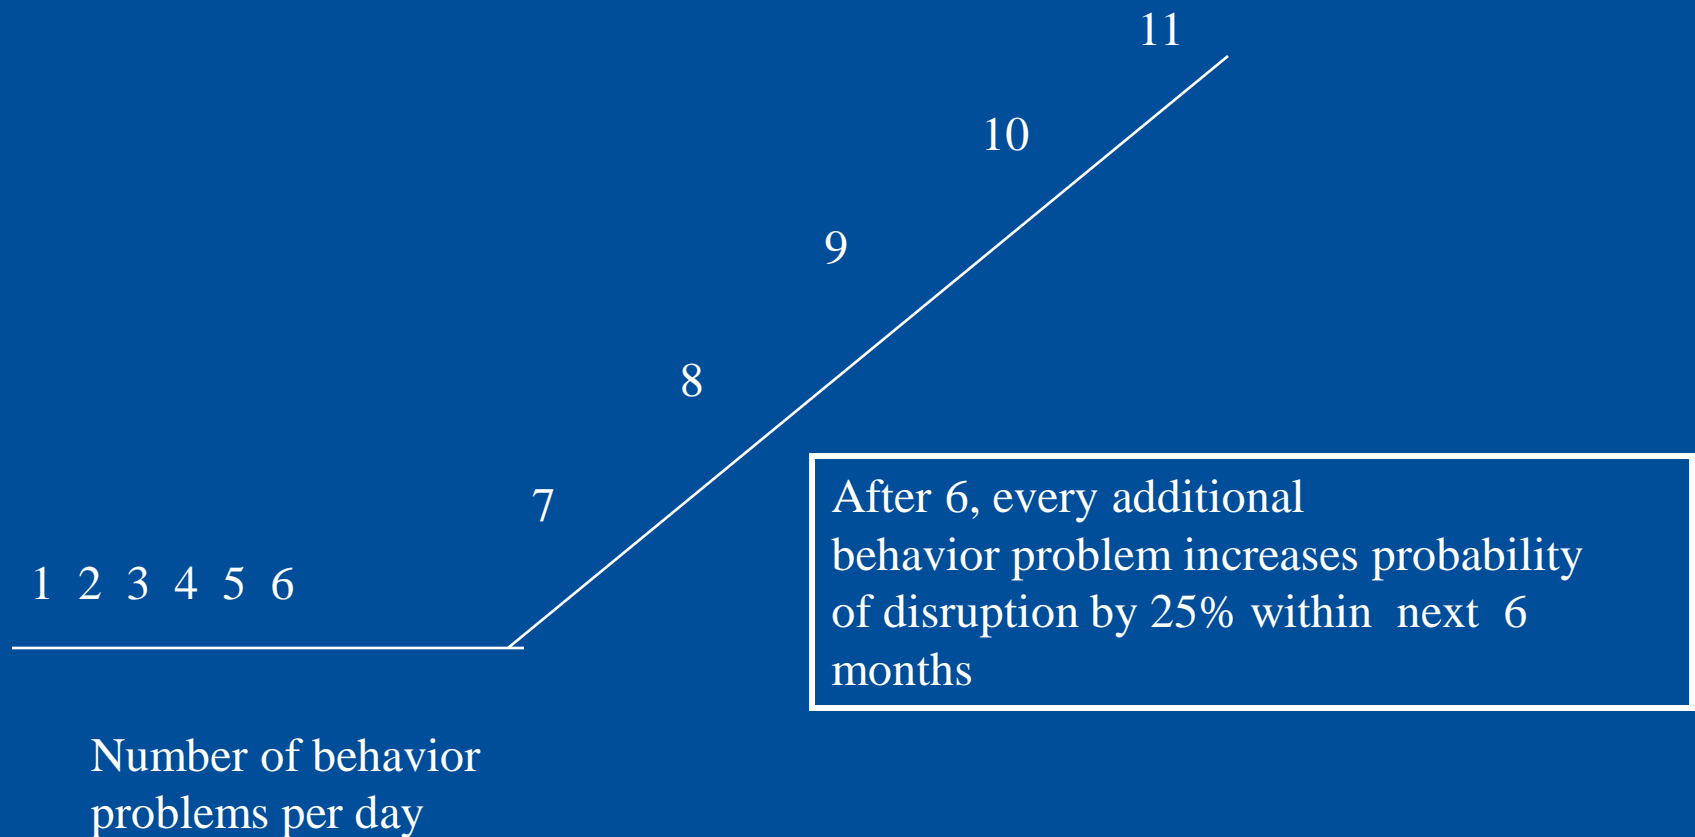 11
10
9
8
7
1 2 3 4 5 6
After 6, every additional
behavior problem increases probability
of disruption by 25% within next 6
months
Number of behavior
problems per day